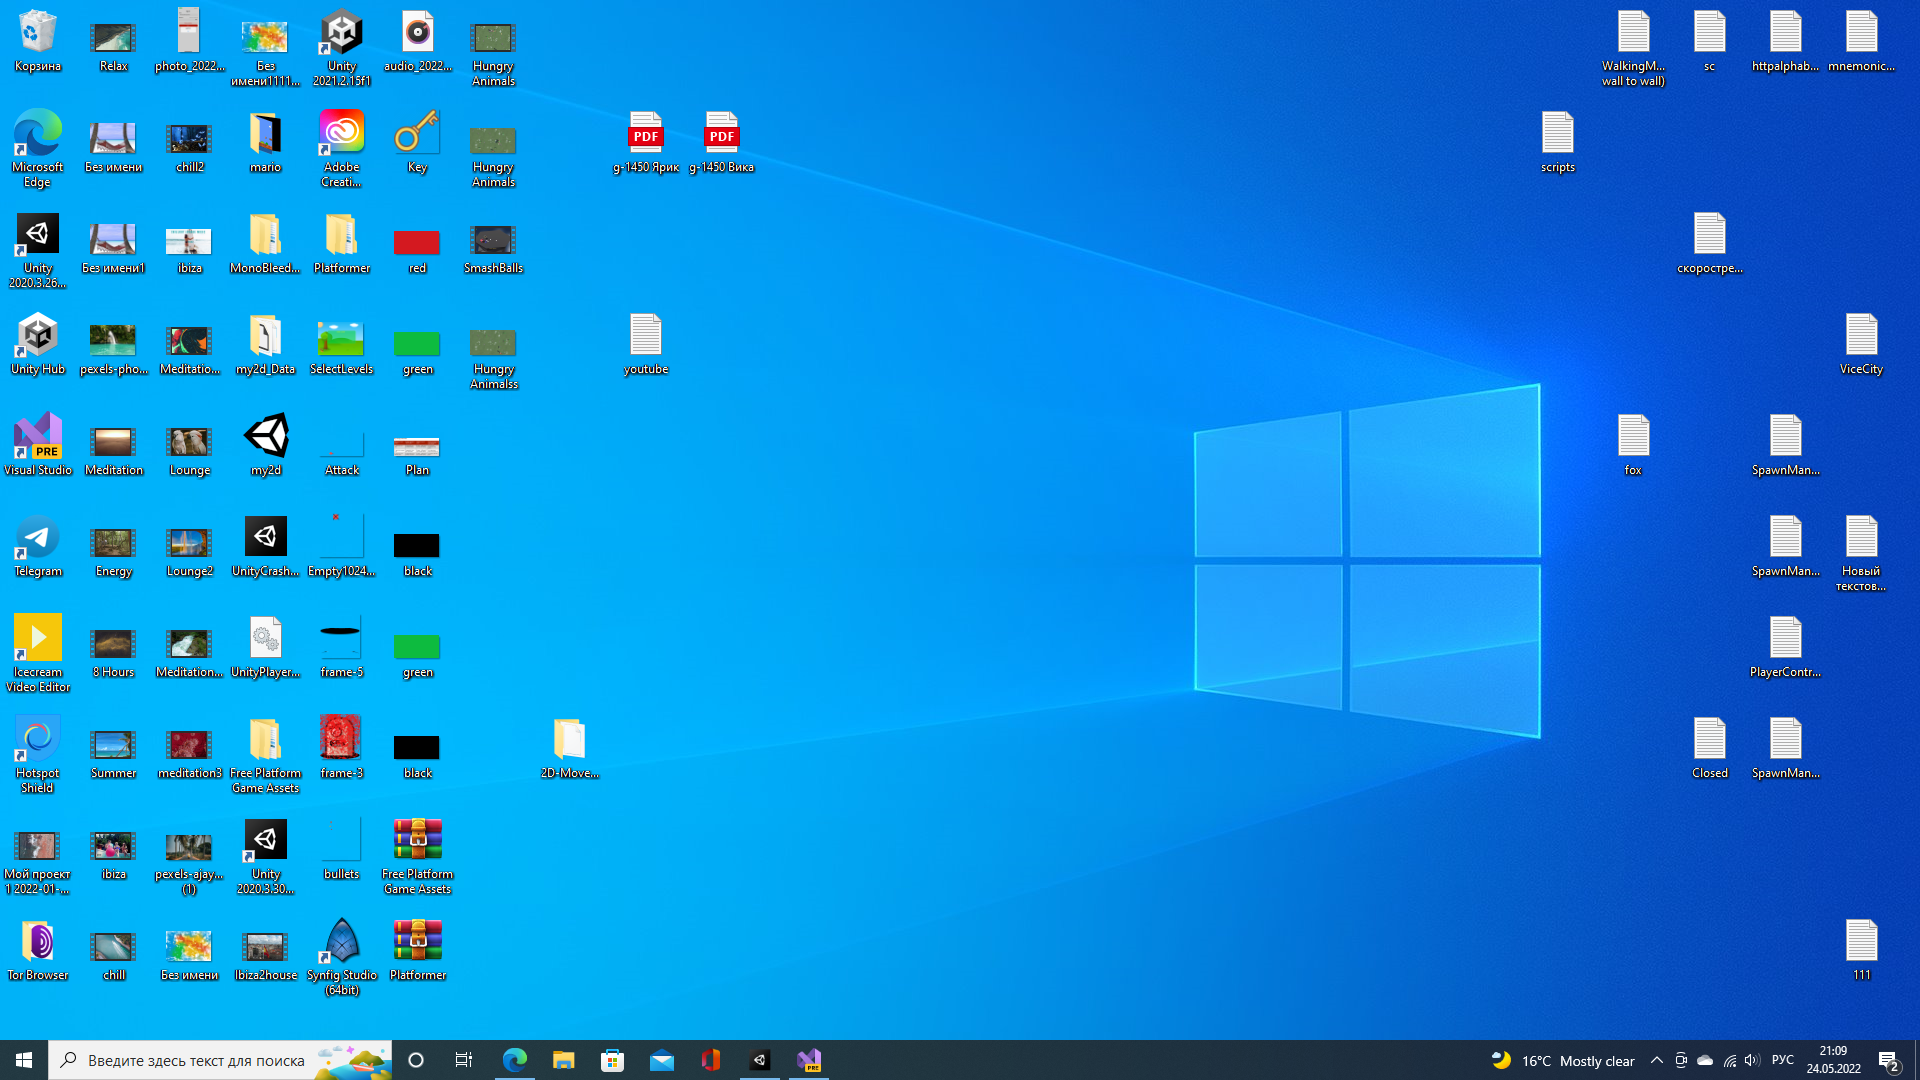 Корзина
Relax
photo_2022...
Без
имени1111...
Unity
2021.2.15f1
audio_2022...
Hungry
Animals
WalkingM...
wall to wall)
sc
httpalphab...
mnemonic...
Microsoft
Edge
Без имени
chill2
mario
Adobe
Creati...
Key
Hungry
Animals
PDF
g-1450 Ярик
PDF
g-1450 Вика
scripts
Unity
2020.3.26...
Без имени1
ibiza
MonoBleed...
Platformer
red
SmashBalls
скоростре...
Unity Hub
pexels-pho...
Meditatio...
my2d_Data
SelectLevels
green
Hungry
Animalss
youtube
ViceCity
PRE
Visual Studio
Meditation
Lounge
my2d
Attack
Plan
fox
SpawnMan...
Telegram
Energy
Lounge2
UnityCrash...
Empty1024...
black
SpawnMan...
Новый
текстов...
Icecream
Video Editor
8 Hours
Meditation...
UnityPlayer...
frame-5
green
PlayerContr...
Hotspot
Shield
Summer
meditation3
Free Platform
Game Assets
frame-3
black
2D-Move...
Closed
SpawnMan...
Мой проект
1 2022-01-...
ibiza
pexels-ajay...
(1)
Unity
2020.3.30...
bullets
Free Platform
Game Assets
Tor Browser
chill
Без имени
Ibiza2house
Synfig Studio
(64bit)
Platformer
111
Введите здесь текст для поиска
PRE
16°C Mostly clear
РУС
21:09
24.05.2022
2